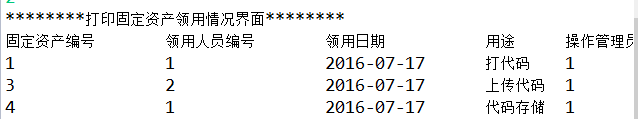 ********打印固定资产领用情况界面********
固定资产编号 领用人员编号 领用日期 用途 操作管理员
1 1 2016-07-17 打代码 1
3 2 2016-07-17 上传代码 1
4 1 2016-07-17 代码存储 1